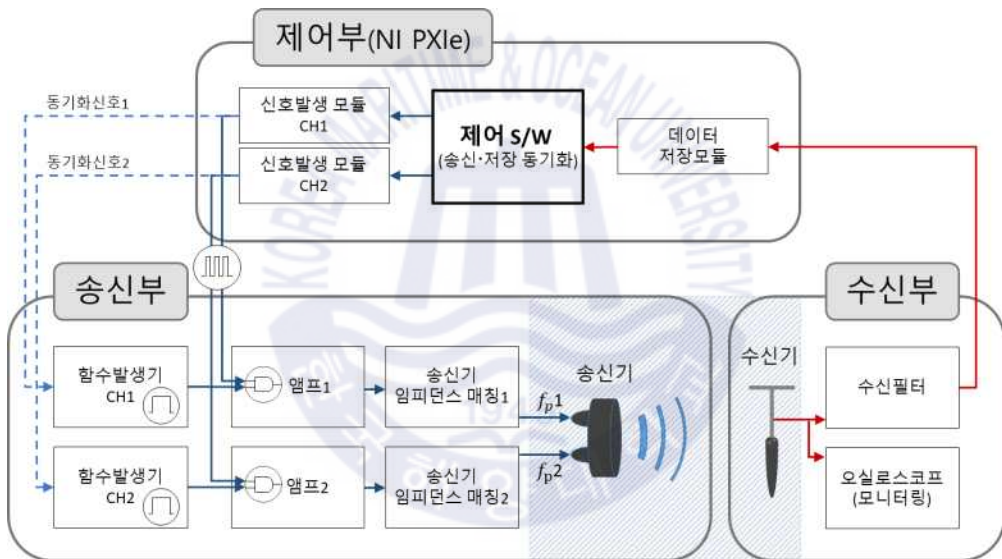 제어부(NI PXIe)
동기화신호1
신호발생 모듈
CH1
동기화신호2
신호발생 모듈
CH2
제어 S/W
(송신·저장 동기화)
데이터
저장모듈
KOREA MARITIME & OCEAN UNIVERSITY
송신부
수신부
함수발생기
CH1
앰프1
송신기
임피던스 매칭1
fp1
송신기
수신기
수신필터
함수발생기
CH2
앰프2
송신기
임피던스 매칭2
fp2
오실로스코프
(모니터링)